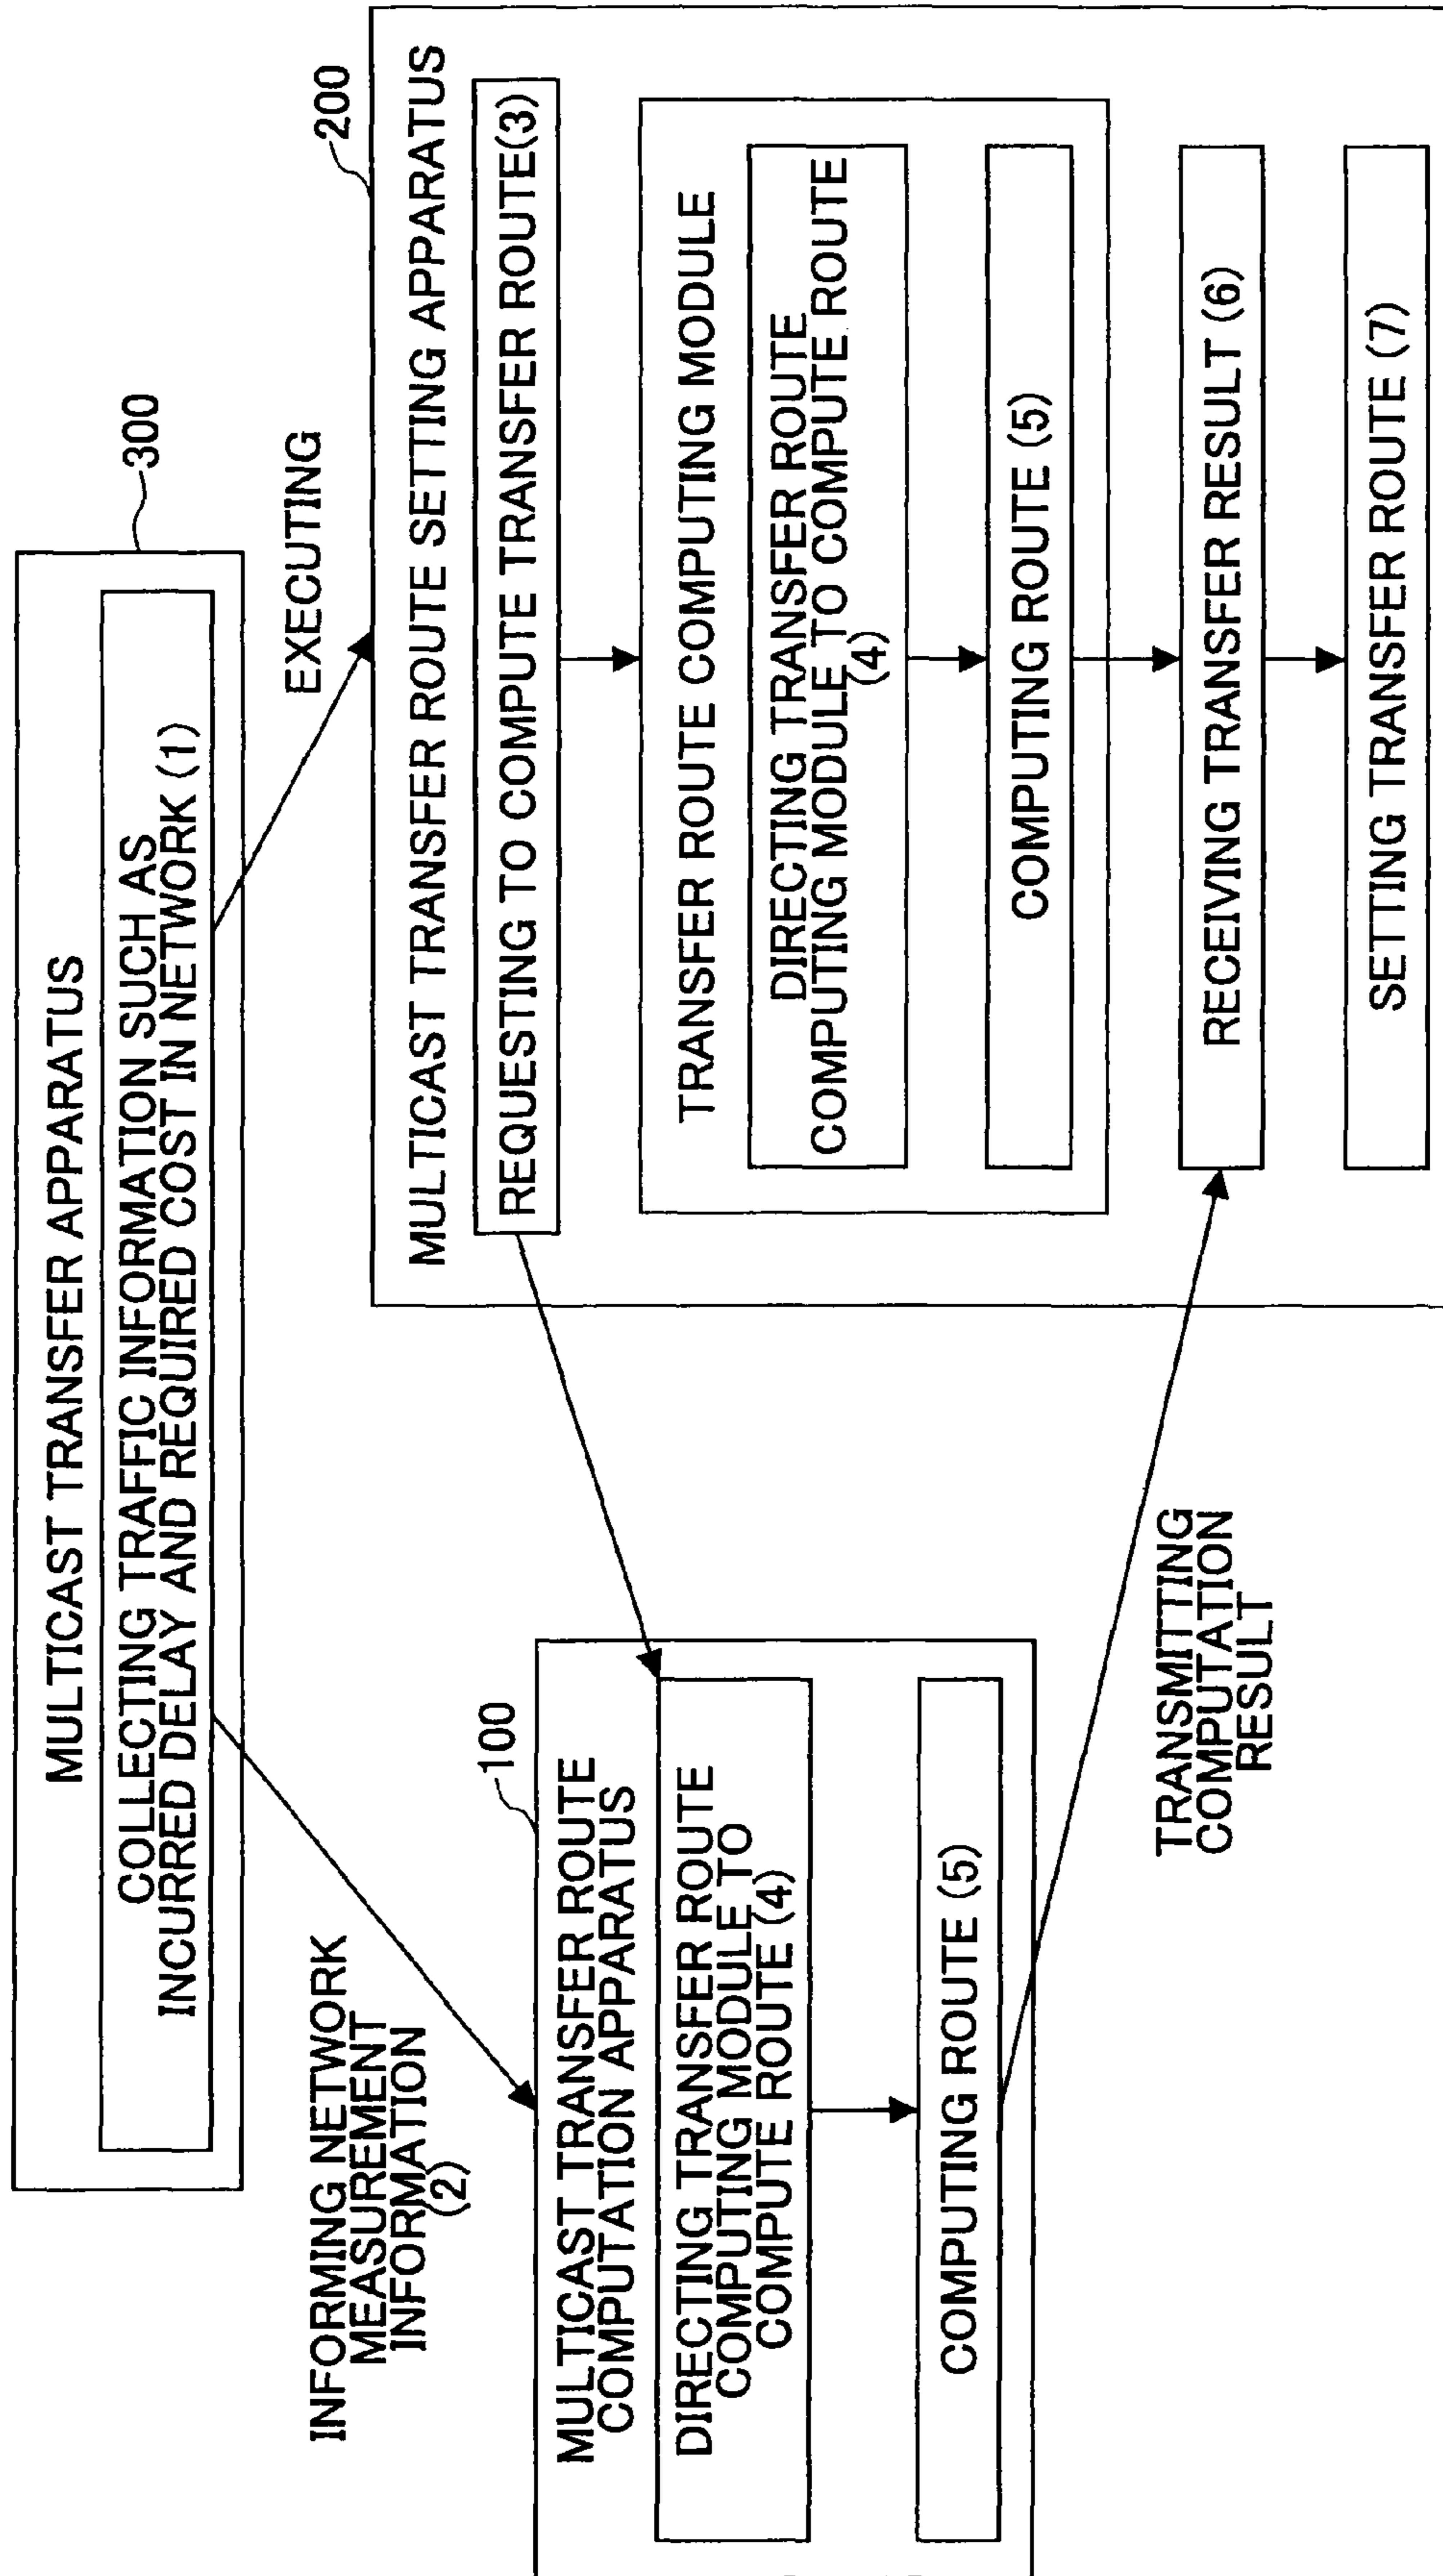 MULTICAST TRANSFER APPARATUS
COLLECTING TRAFFIC INFORMATION SUCH AS
INCURRED DELAY AND REQUIRED COST IN NETWORK (1)
300
INFORMING NETWORK
MEASUREMENT
INFORMATION
(2)
EXECUTING
100
MULTICAST TRANSFER ROUTE
COMPUTATION APPARATUS
DIRECTING TRANSFER ROUTE
COMPUTING MODULE TO
COMPUTE ROUTE (4)
COMPUTING ROUTE (5)
TRANSMITTING
COMPUTATION
RESULT
200
MULTICAST TRANSFER ROUTE SETTING APPARATUS
REQUESTING TO COMPUTE TRANSFER ROUTE(3)
TRANSFER ROUTE COMPUTING MODULE
DIRECTING TRANSFER ROUTE
COMPUTING MODULE TO COMPUTE ROUTE
(4)
COMPUTING ROUTE (5)
RECEIVING TRANSFER RESULT (6)
SETTING TRANSFER ROUTE (7)